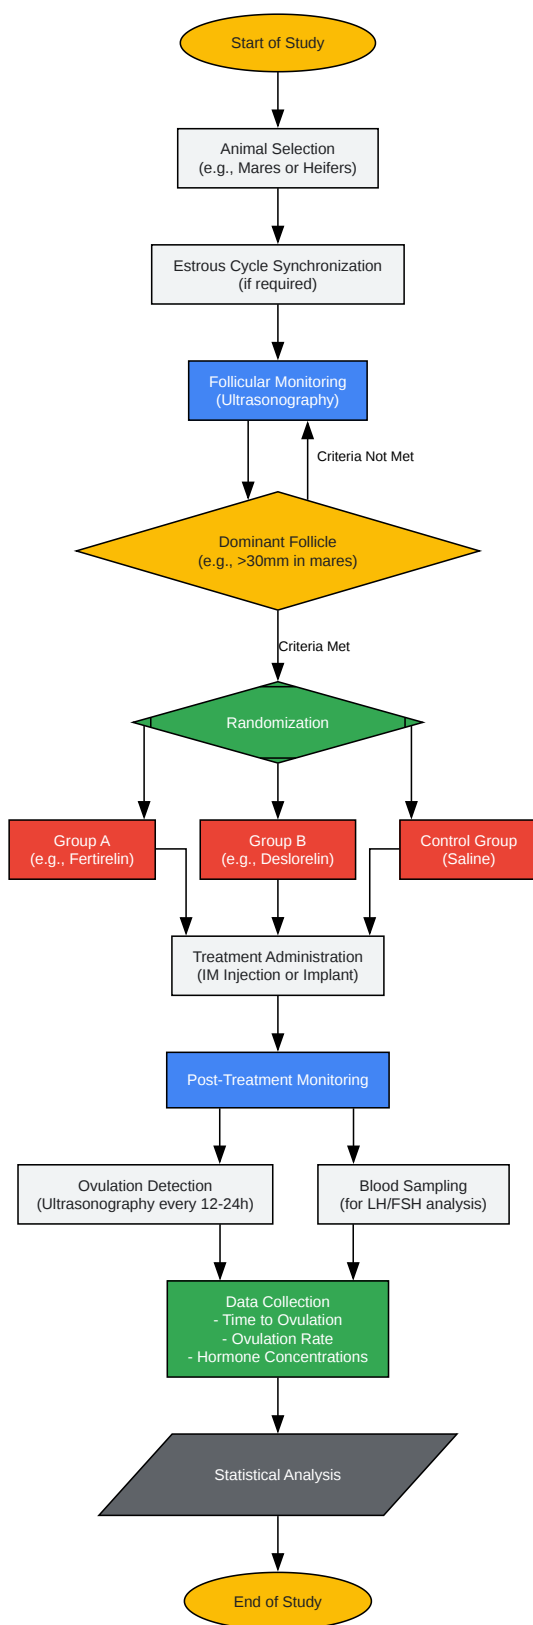 Start of Study
Animal Selection
(e.g., Mares or Heifers)
Estrous Cycle Synchronization
(if required)
Follicular Monitoring
(Ultrasonography)
Criteria Not Met
Dominant Follicle
(e.g., >30mm in mares)
Criteria Met
Randomization
Group A
(e.g., Fertirelin)
Group B
(e.g., Deslorelin)
Control Group
(Saline)
Treatment Administration
(IM Injection or Implant)
Post-Treatment Monitoring
Ovulation Detection
(Ultrasonography every 12-24h)
Blood Sampling
(for LH/FSH analysis)
Data Collection
- Time to Ovulation
- Ovulation Rate
- Hormone Concentrations
Statistical Analysis
End of Study